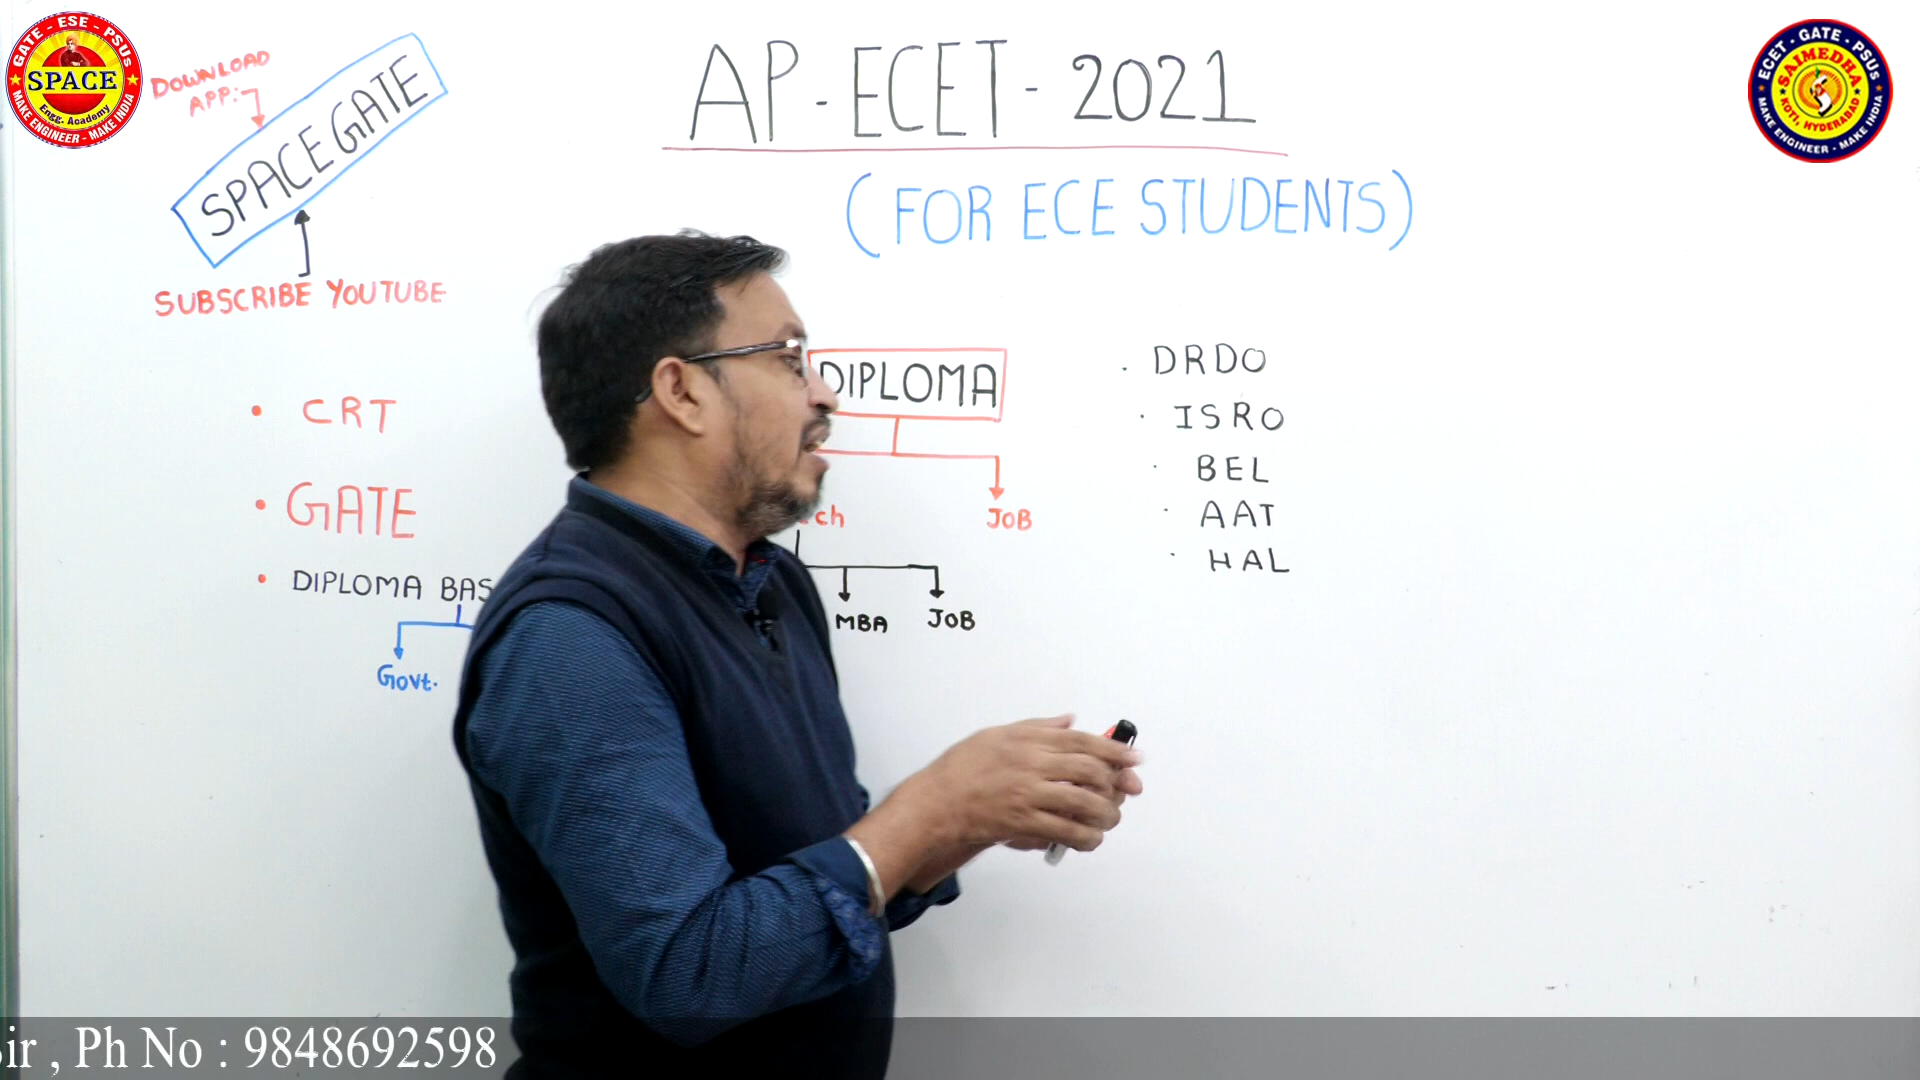 GATE - ESE - PSUs
SPACE
Engg. Academy
MAKE ENGINEER - MAKE INDIA
DOWNLOAD
APP:-
SPACE GATE
SUBSCRIBE YOUTUBE
AP - ECET - 2021
(FOR ECE STUDENTS)
ECET - GATE - PSUs
SAIMEDHA
KOTI, HYDERABAD
MAKE ENGINEER - MAKE INDIA
• CRT
• GATE
• DIPLOMA BAS
Govt.
DIPLOMA
ch
JOB
MBA
JOB
. DRDO
. ISRO
. BEL
. AAT
. HAL
ir , Ph No : 9848692598